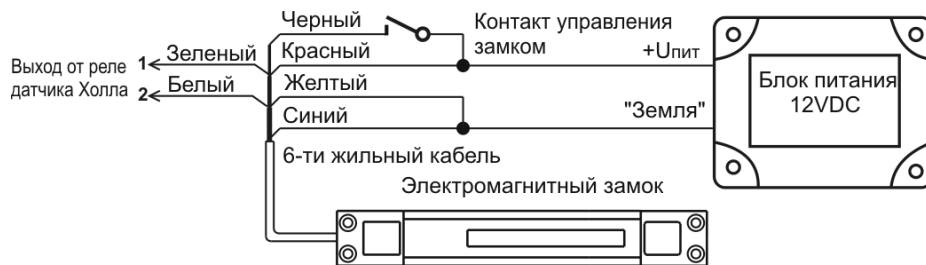 Черный
Контакт управления
замком
Зеленый
Красный
+Uпит
Выход от реле
датчика Холла
1
2
Белый
Желтый
Синий
"Земля"
Блок питания
12VDC
6-ти жильный кабель
Электромагнитный замок